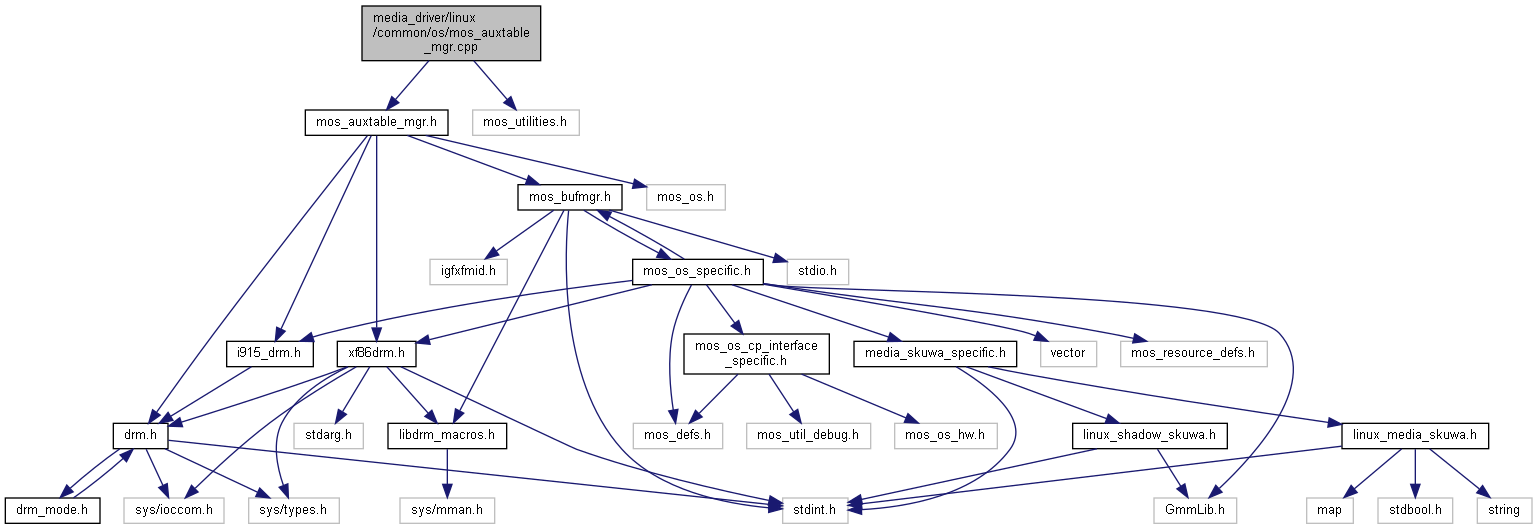 media_driver/linux
/common/os/mos_auxtable
_mgr.cpp
mos_auxtable_mgr.h
mos_utilities.h
mos_bufmgr.h
mos_os.h
igfxfmid.h
mos_os_specific.h
stdio.h
i915_drm.h
xf86drm.h
mos_os_cp_interface
_specific.h
media_skuwa_specific.h
vector
mos_resource_defs.h
drm.h
stdarg.h
libdrm_macros.h
mos_defs.h
mos_util_debug.h
mos_os_hw.h
linux_shadow_skuwa.h
linux_media_skuwa.h
drm_mode.h
sys/ioccom.h
sys/types.h
sys/mman.h
stdint.h
GmmLib.h
map
stdbool.h
string